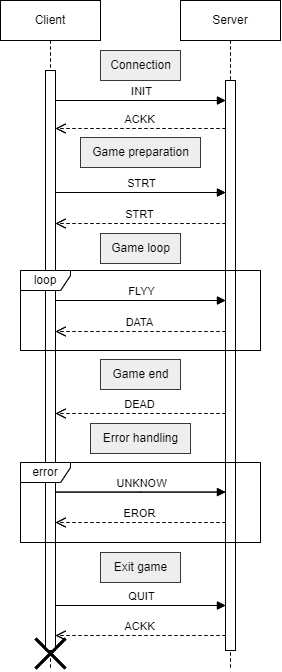 Client
Server
Connection
INIT
ACKK
Game preparation
STRT
STRT
Game loop
loop
FLYY
DATA
Game end
DEAD
Error handling
error
UNKNOW
EROR
Exit game
QUIT
ACKK